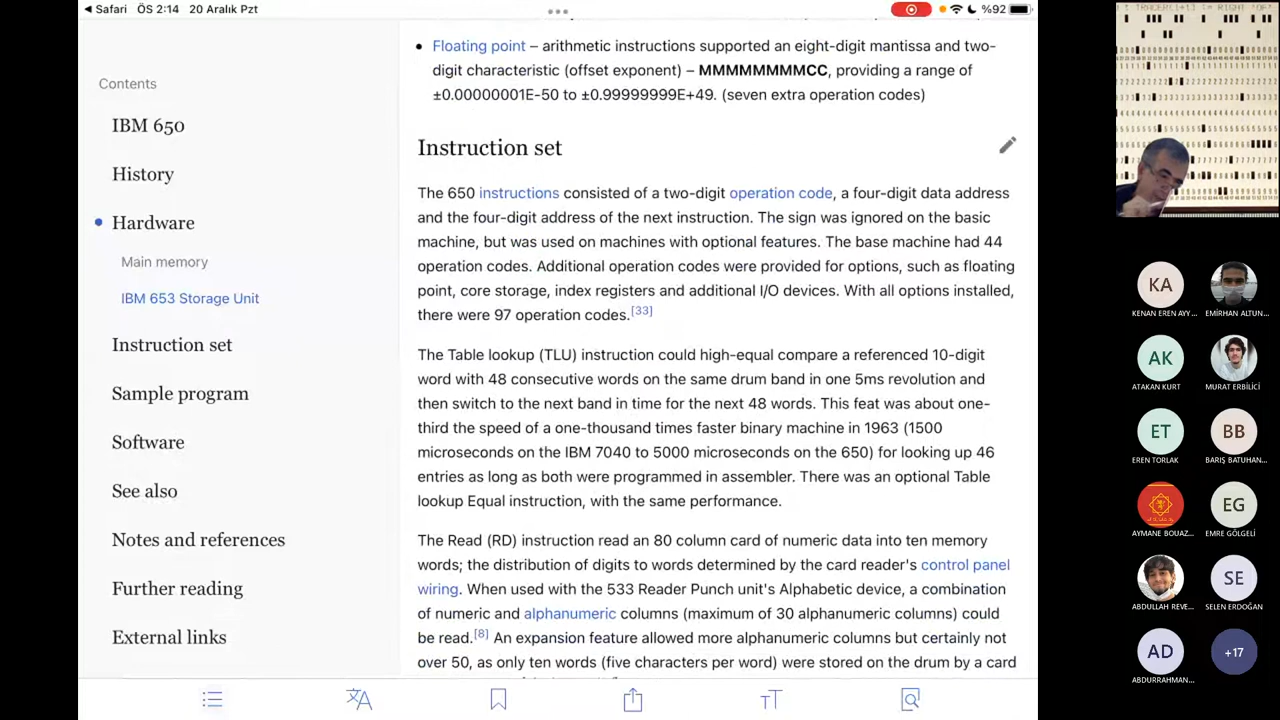 Safari ÖS 2:14 20 Aralık Pzt
%92
Contents
IBM 650
History
Hardware
Main memory
IBM 653 Storage Unit
Instruction set
Sample program
Software
See also
Notes and references
Further reading
External links
Floating point – arithmetic instructions supported an eight-digit mantissa and two-
digit characteristic (offset exponent) – MMMMMMMMCC, providing a range of
±0.00000001E-50 to ±0.99999999E+49. (seven extra operation codes)
Instruction set
The 650 instructions consisted of a two-digit operation code, a four-digit data address
and the four-digit address of the next instruction. The sign was ignored on the basic
machine, but was used on machines with optional features. The base machine had 44
operation codes. Additional operation codes were provided for options, such as floating
point, core storage, index registers and additional I/O devices. With all options installed,
there were 97 operation codes.[33]
The Table lookup (TLU) instruction could high-equal compare a referenced 10-digit
word with 48 consecutive words on the same drum band in one 5ms revolution and
then switch to the next band in time for the next 48 words. This feat was about one-
third the speed of a one-thousand times faster binary machine in 1963 (1500
microseconds on the IBM 7040 to 5000 microseconds on the 650) for looking up 46
entries as long as both were programmed in assembler. There was an optional Table
lookup Equal instruction, with the same performance.
The Read (RD) instruction read an 80 column card of numeric data into ten memory
words; the distribution of digits to words determined by the card reader's control panel
wiring. When used with the 533 Reader Punch unit's Alphabetic device, a combination
of numeric and alphanumeric columns (maximum of 30 alphanumeric columns) could
be read.[8] An expansion feature allowed more alphanumeric columns but certainly not
over 50, as only ten words (five characters per word) were stored on the drum by a card
KA
KENAN EREN AYY...
EMİRHAN ALTUN...
AK
ATAKAN KURT
MURAT ERBİLİCİ
ET
EREN TORLAK
BB
BARIŞ BATUHAN...
AYMANE BOUAZ...
EG
EMRE GÖLGELİ
ABDULLAH REVE...
SE
SELEN ERDOĞAN
AD
ABDURRAHMAN...
+17